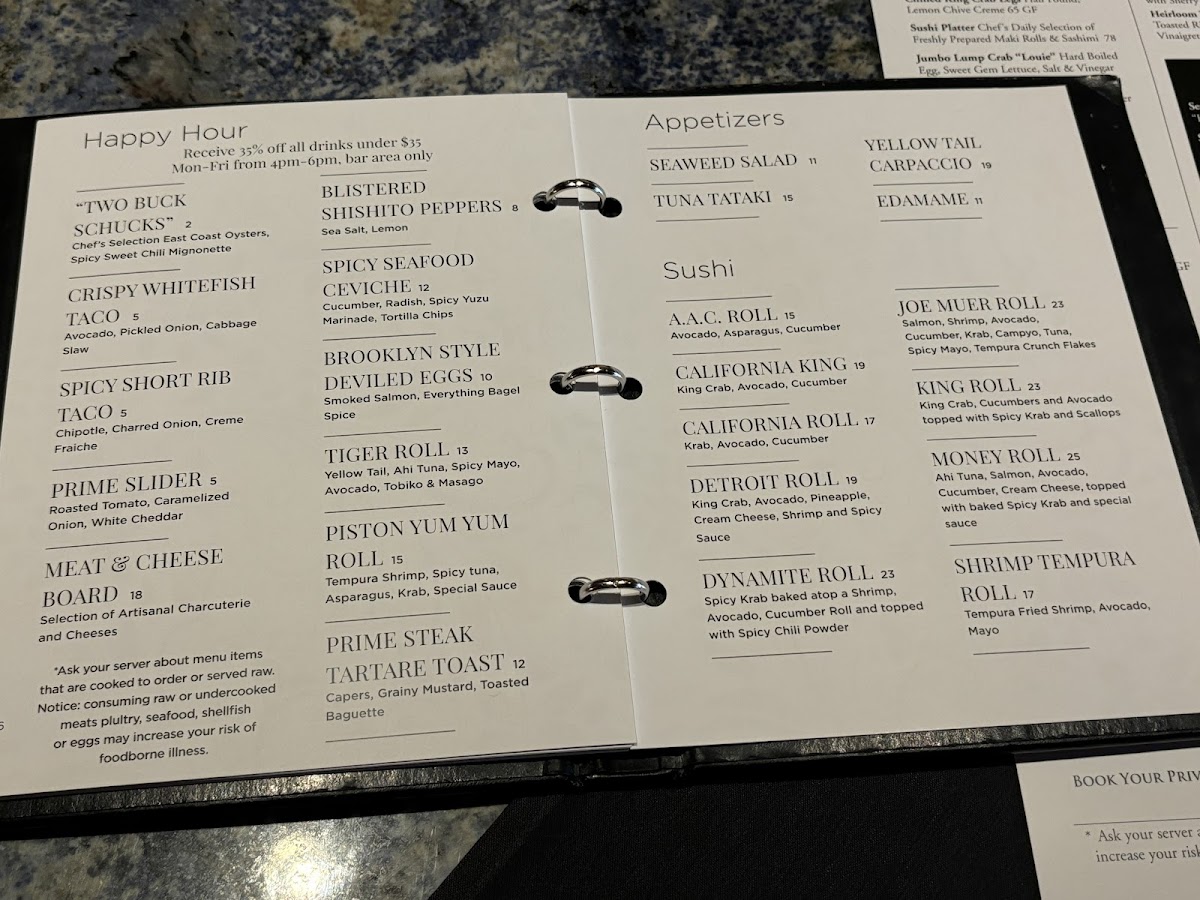 Happy Hour
Receive 35% off all drinks under $35
Mon-Fri from 4pm-6pm, bar area only
“TWO BUCK
SCHUCKS” 2
Chef's Selection East Coast Oysters,
Spicy Sweet Chili Mignonette
CRISPY WHITEFISH
TACO 5
Avocado, Pickled Onion, Cabbage
Slaw
SPICY SHORT RIB
TACO 5
Chipotle, Charred Onion, Creme
Fraiche
PRIME SLIDER 5
Roasted Tomato, Caramelized
Onion, White Cheddar
MEAT & CHEESE
BOARD 18
Selection of Artisanal Charcuterie
and Cheeses
*Ask your server about menu items
that are cooked to order or served raw.
Notice: consuming raw or undercooked
meats plultry, seafood, shellfish
or eggs may increase your risk of
foodborne illness.
BLISTERED
SHISHITO PEPPERS 8
Sea Salt, Lemon
SPICY SEAFOOD
CEVICHE 12
Cucumber, Radish, Spicy Yuzu
Marinade, Tortilla Chips
BROOKLYN STYLE
DEVILED EGGS 10
Smoked Salmon, Everything Bagel
Spice
TIGER ROLL 13
Yellow Tail, Ahi Tuna, Spicy Mayo,
Avocado, Tobiko & Masago
PISTON YUM YUM
ROLL 15
Tempura Shrimp, Spicy tuna,
Asparagus, Krab, Special Sauce
PRIME STEAK
TARTARE TOAST 12
Capers, Grainy Mustard, Toasted
Baguette
Appetizers
SEAWEED SALAD 11
TUNA TATAKI 15
YELLOW TAIL
CARPACCIO 19
EDAMAME 11
Sushi
A.A.C. ROLL 15
Avocado, Asparagus, Cucumber
CALIFORNIA KING 19
King Crab, Avocado, Cucumber
CALIFORNIA ROLL 17
Krab, Avocado, Cucumber
DETROIT ROLL 19
King Crab, Avocado, Pineapple,
Cream Cheese, Shrimp and Spicy
Sauce
DYNAMITE ROLL 23
Spicy Krab baked atop a Shrimp,
Avocado, Cucumber Roll and topped
with Spicy Chili Powder
JOE MUER ROLL 23
Salmon, Shrimp, Avocado,
Cucumber, Krab, Campyo, Tuna,
Spicy Mayo, Tempura Crunch Flakes
KING ROLL 23
King Crab, Cucumbers and Avocado
topped with Spicy Krab and Scallops
MONEY ROLL 25
Ahi Tuna, Salmon, Avocado,
Cucumber, Cream Cheese, topped
with baked Spicy Krab and special
sauce
SHRIMP TEMPURA
ROLL 17
Tempura Fried Shrimp, Avocado,
Mayo
Lemon Chive Creme 65 GF
Sushi Platter Chef's Daily Selection of
Freshly Prepared Maki Rolls & Sashimi 78
Jumbo Lump Crab “Louie” Hard Boiled
Egg, Sweet Gem Lettuce, Salt & Vinegar
Heirloom
Toasted
GF
BOOK YOUR
* Ask your server
increase your